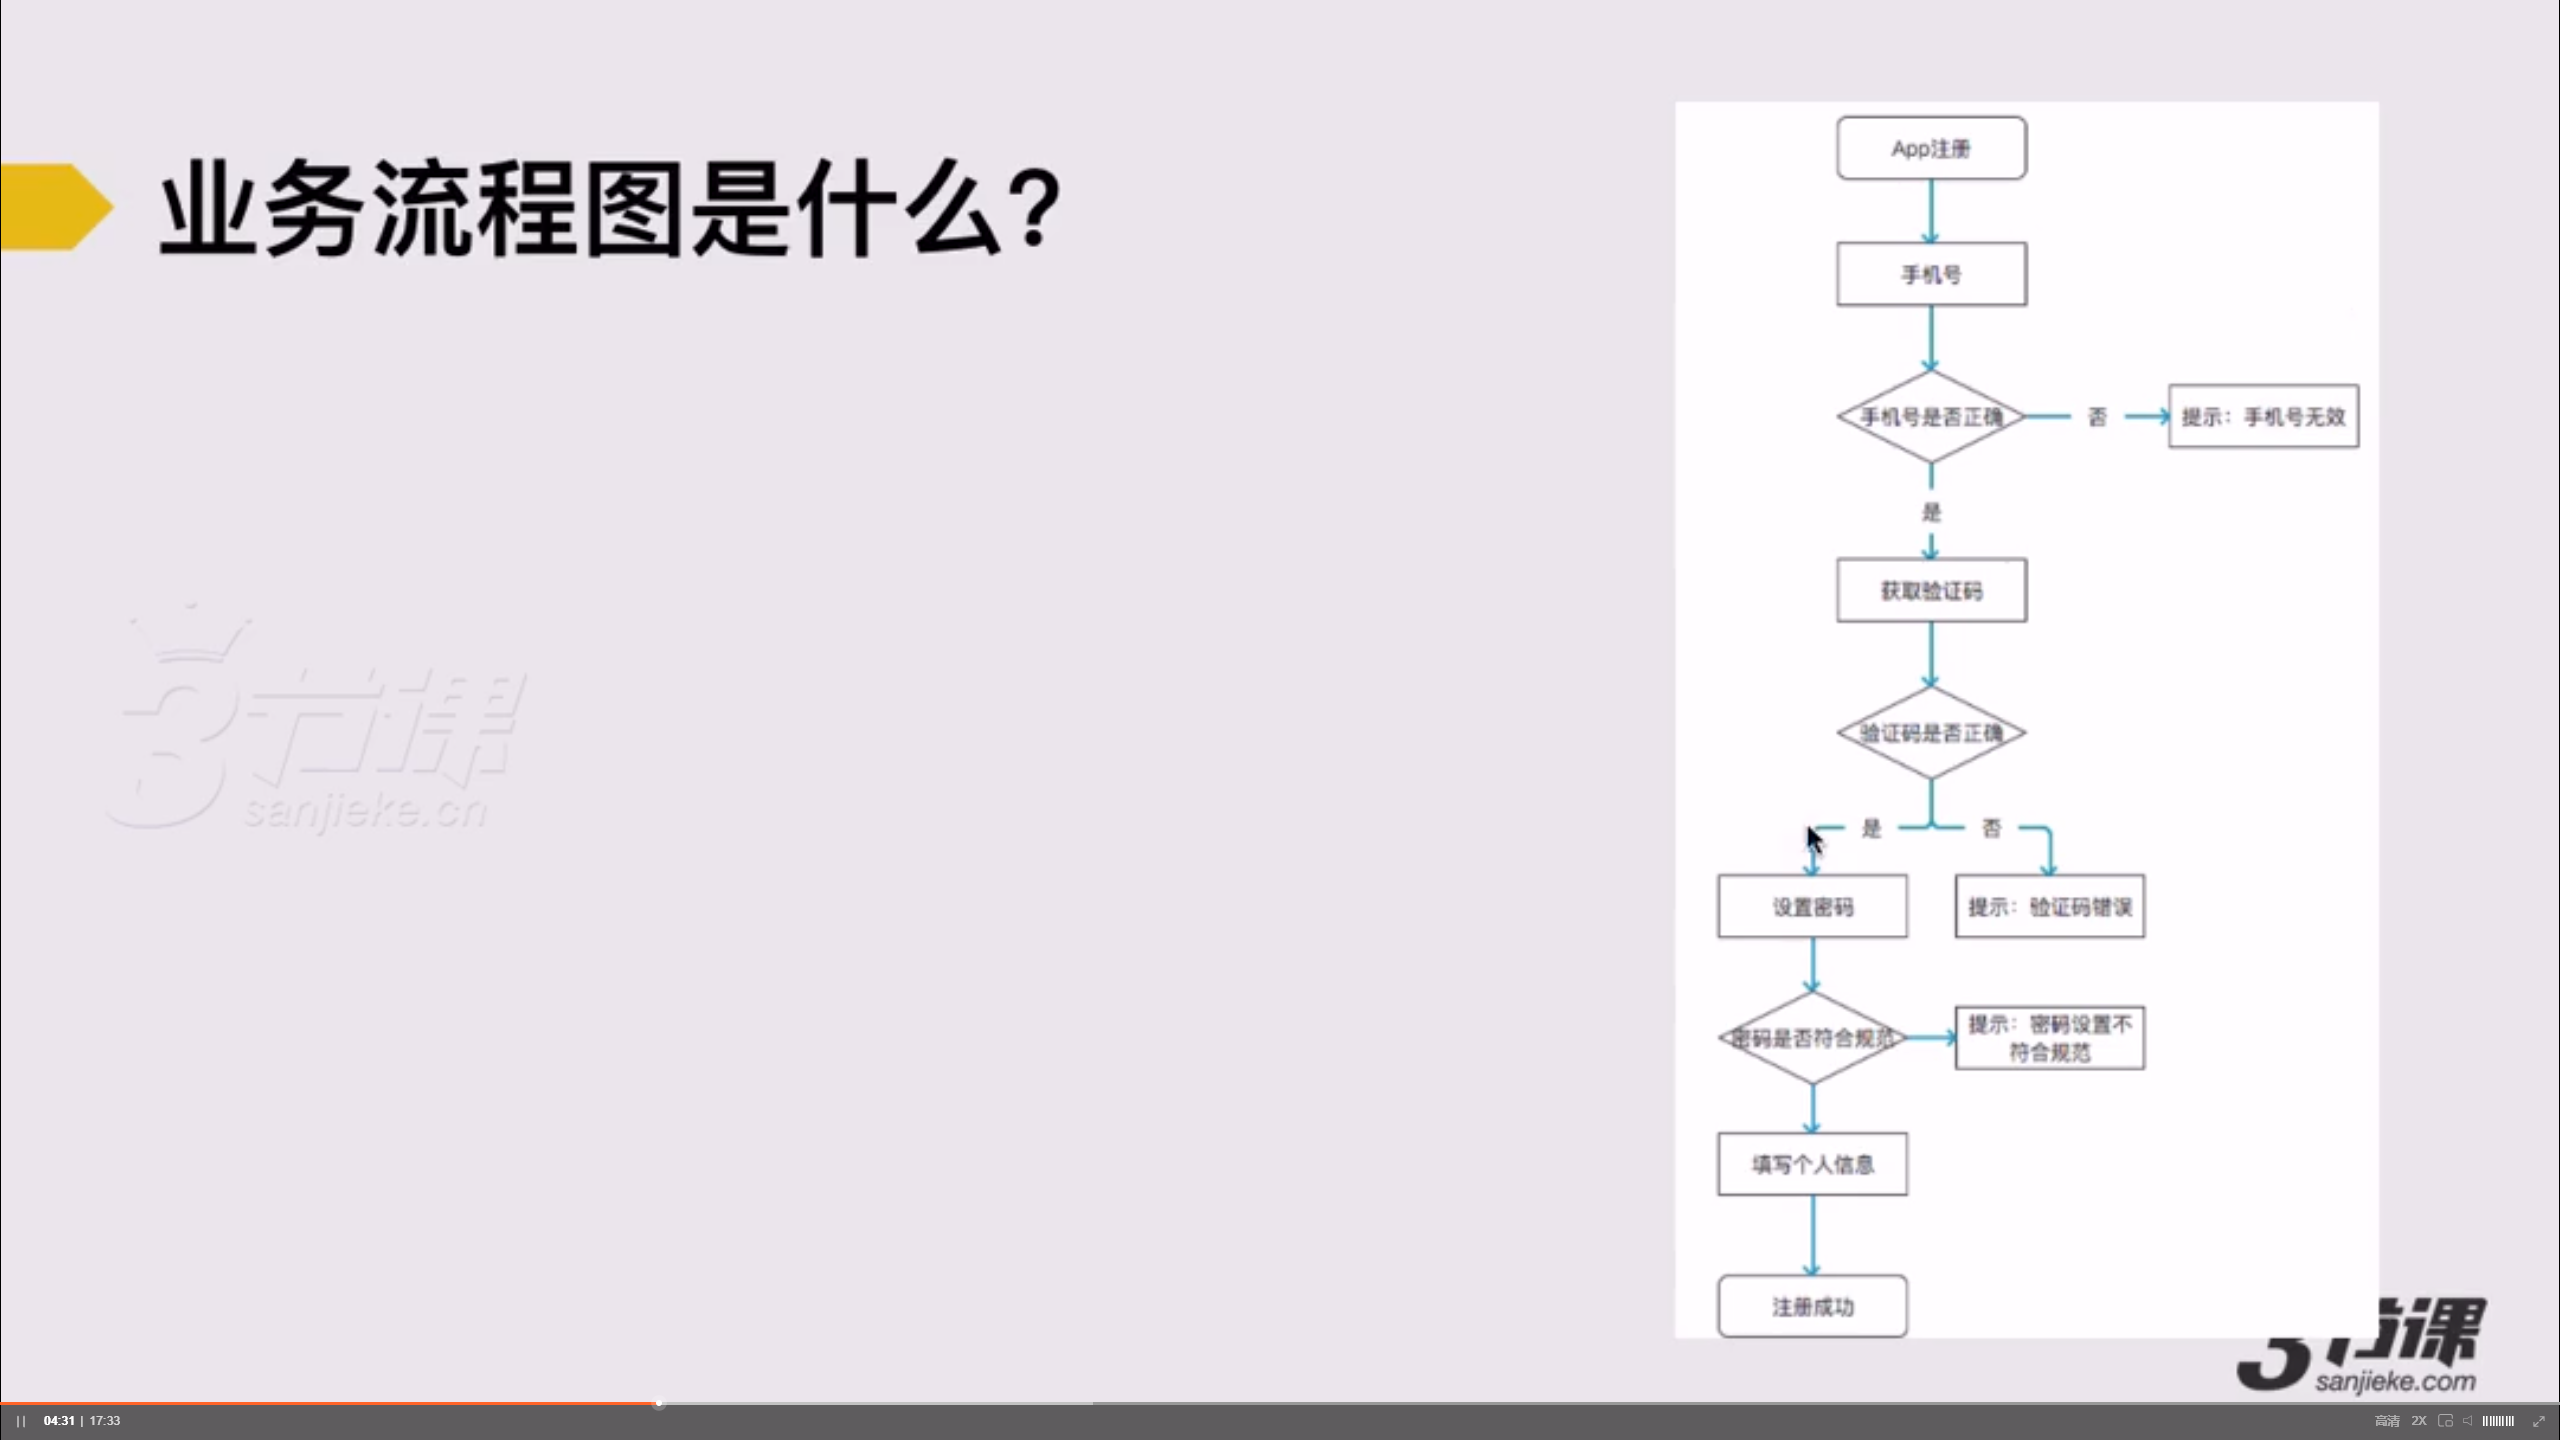 业务流程图是什么？
App注册
手机号
手机号是否正确
否
提示：手机号无效
是
获取验证码
验证码是否正确
是
否
设置密码
提示：验证码错误
密码是否符合规范
提示：密码设置不
符合规范
填写个人信息
注册成功
3节课
sanjieke.cn
3节课
sanjieke.com
04:31 | 17:33
高清
2X